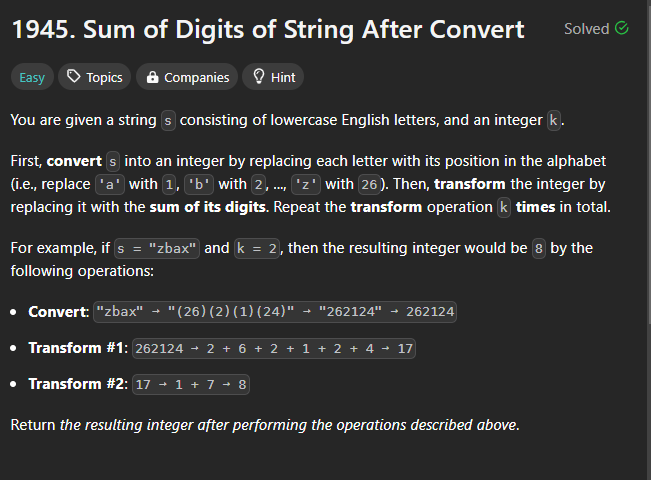 1945. Sum of Digits of String After Convert
Solved
Easy Topics Companies Hint
You are given a string s consisting of lowercase English letters, and an integer k.
First, convert s into an integer by replacing each letter with its position in the alphabet
(i.e., replace 'a' with 1, 'b' with 2, ..., 'z' with 26). Then, transform the integer by
replacing it with the sum of its digits. Repeat the transform operation k times in total.
For example, if s = "zbax" and k = 2, then the resulting integer would be 8 by the
following operations:
• Convert: "zbax" → "(26)(2)(1)(24)" → "262124" → 262124
• Transform #1: 262124 → 2 + 6 + 2 + 1 + 2 + 4 → 17
• Transform #2: 17 → 1 + 7 → 8
Return the resulting integer after performing the operations described above.